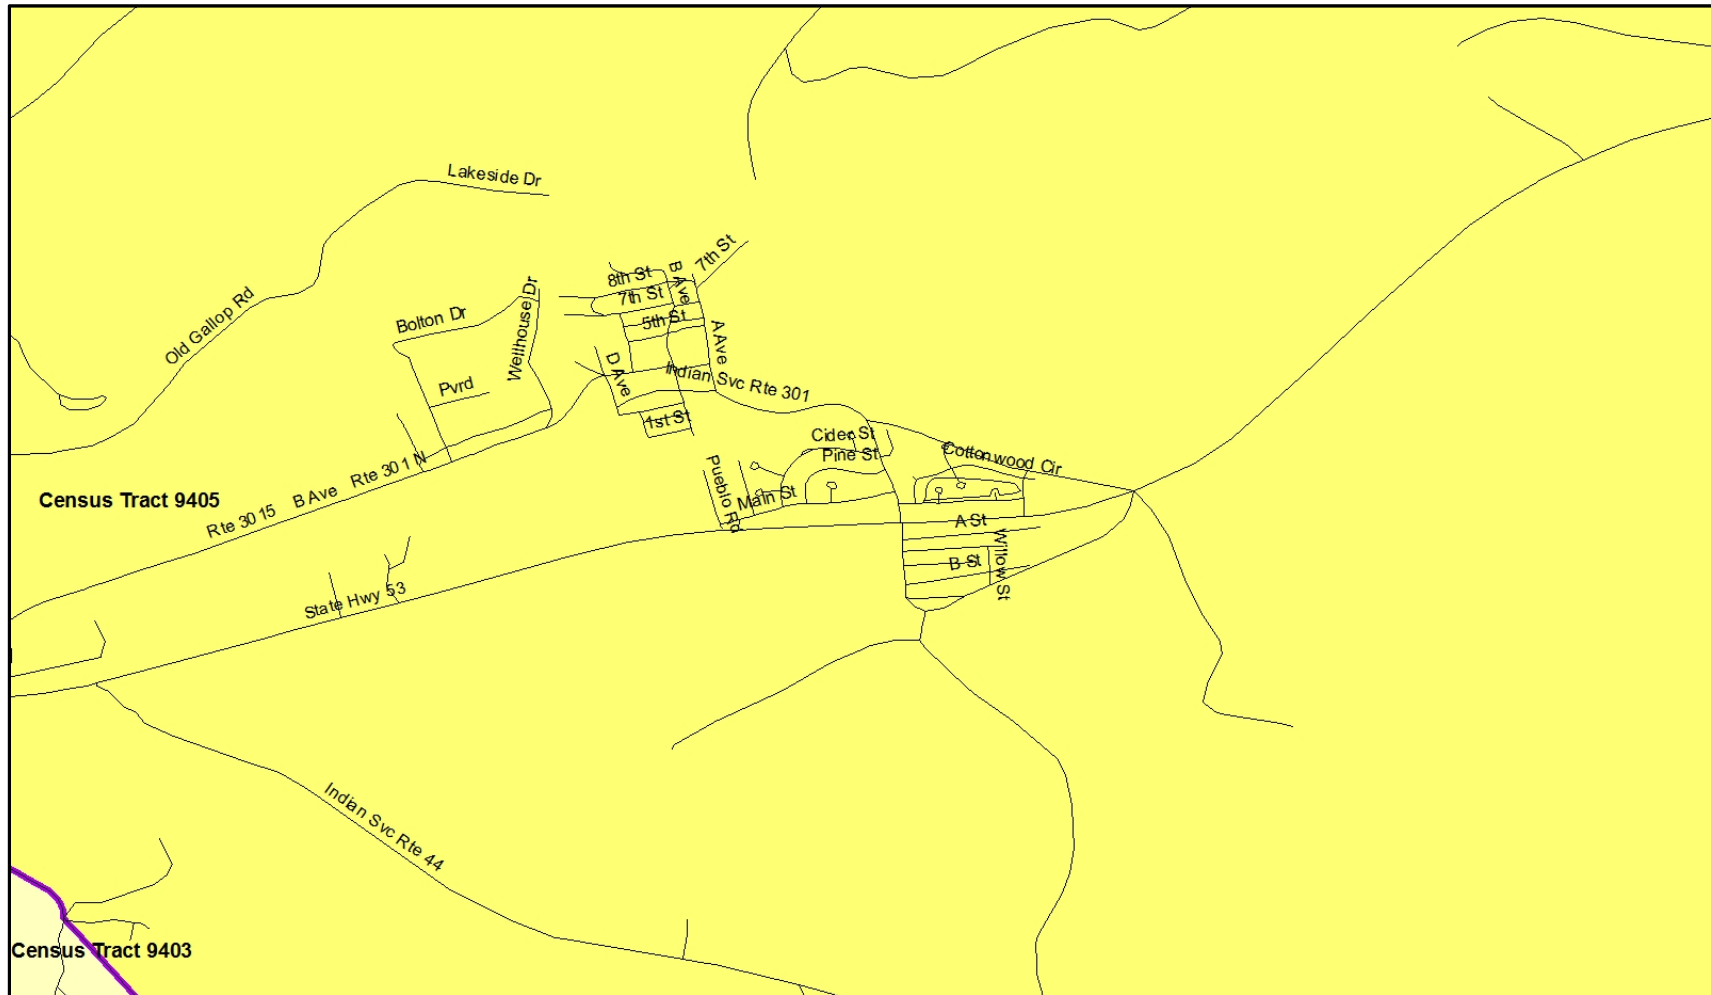 Lakeside Dr
7th St
8th St
B Ave
7th St
5th St
Wellhouse Dr
Bolton Dr
Old Gallop Rd
A Ave
D Ave
Indian Svc Rte 301
Pvrd
1st St
Cider St
Pine St
Cottonwood Cir
Pueblo Rd
Main St
Census Tract 9405
Rte 3015 B Ave Rte 301 N
A St
B St
Willow St
State Hwy 53
Indian Svc Rte 44
Census Tract 9403